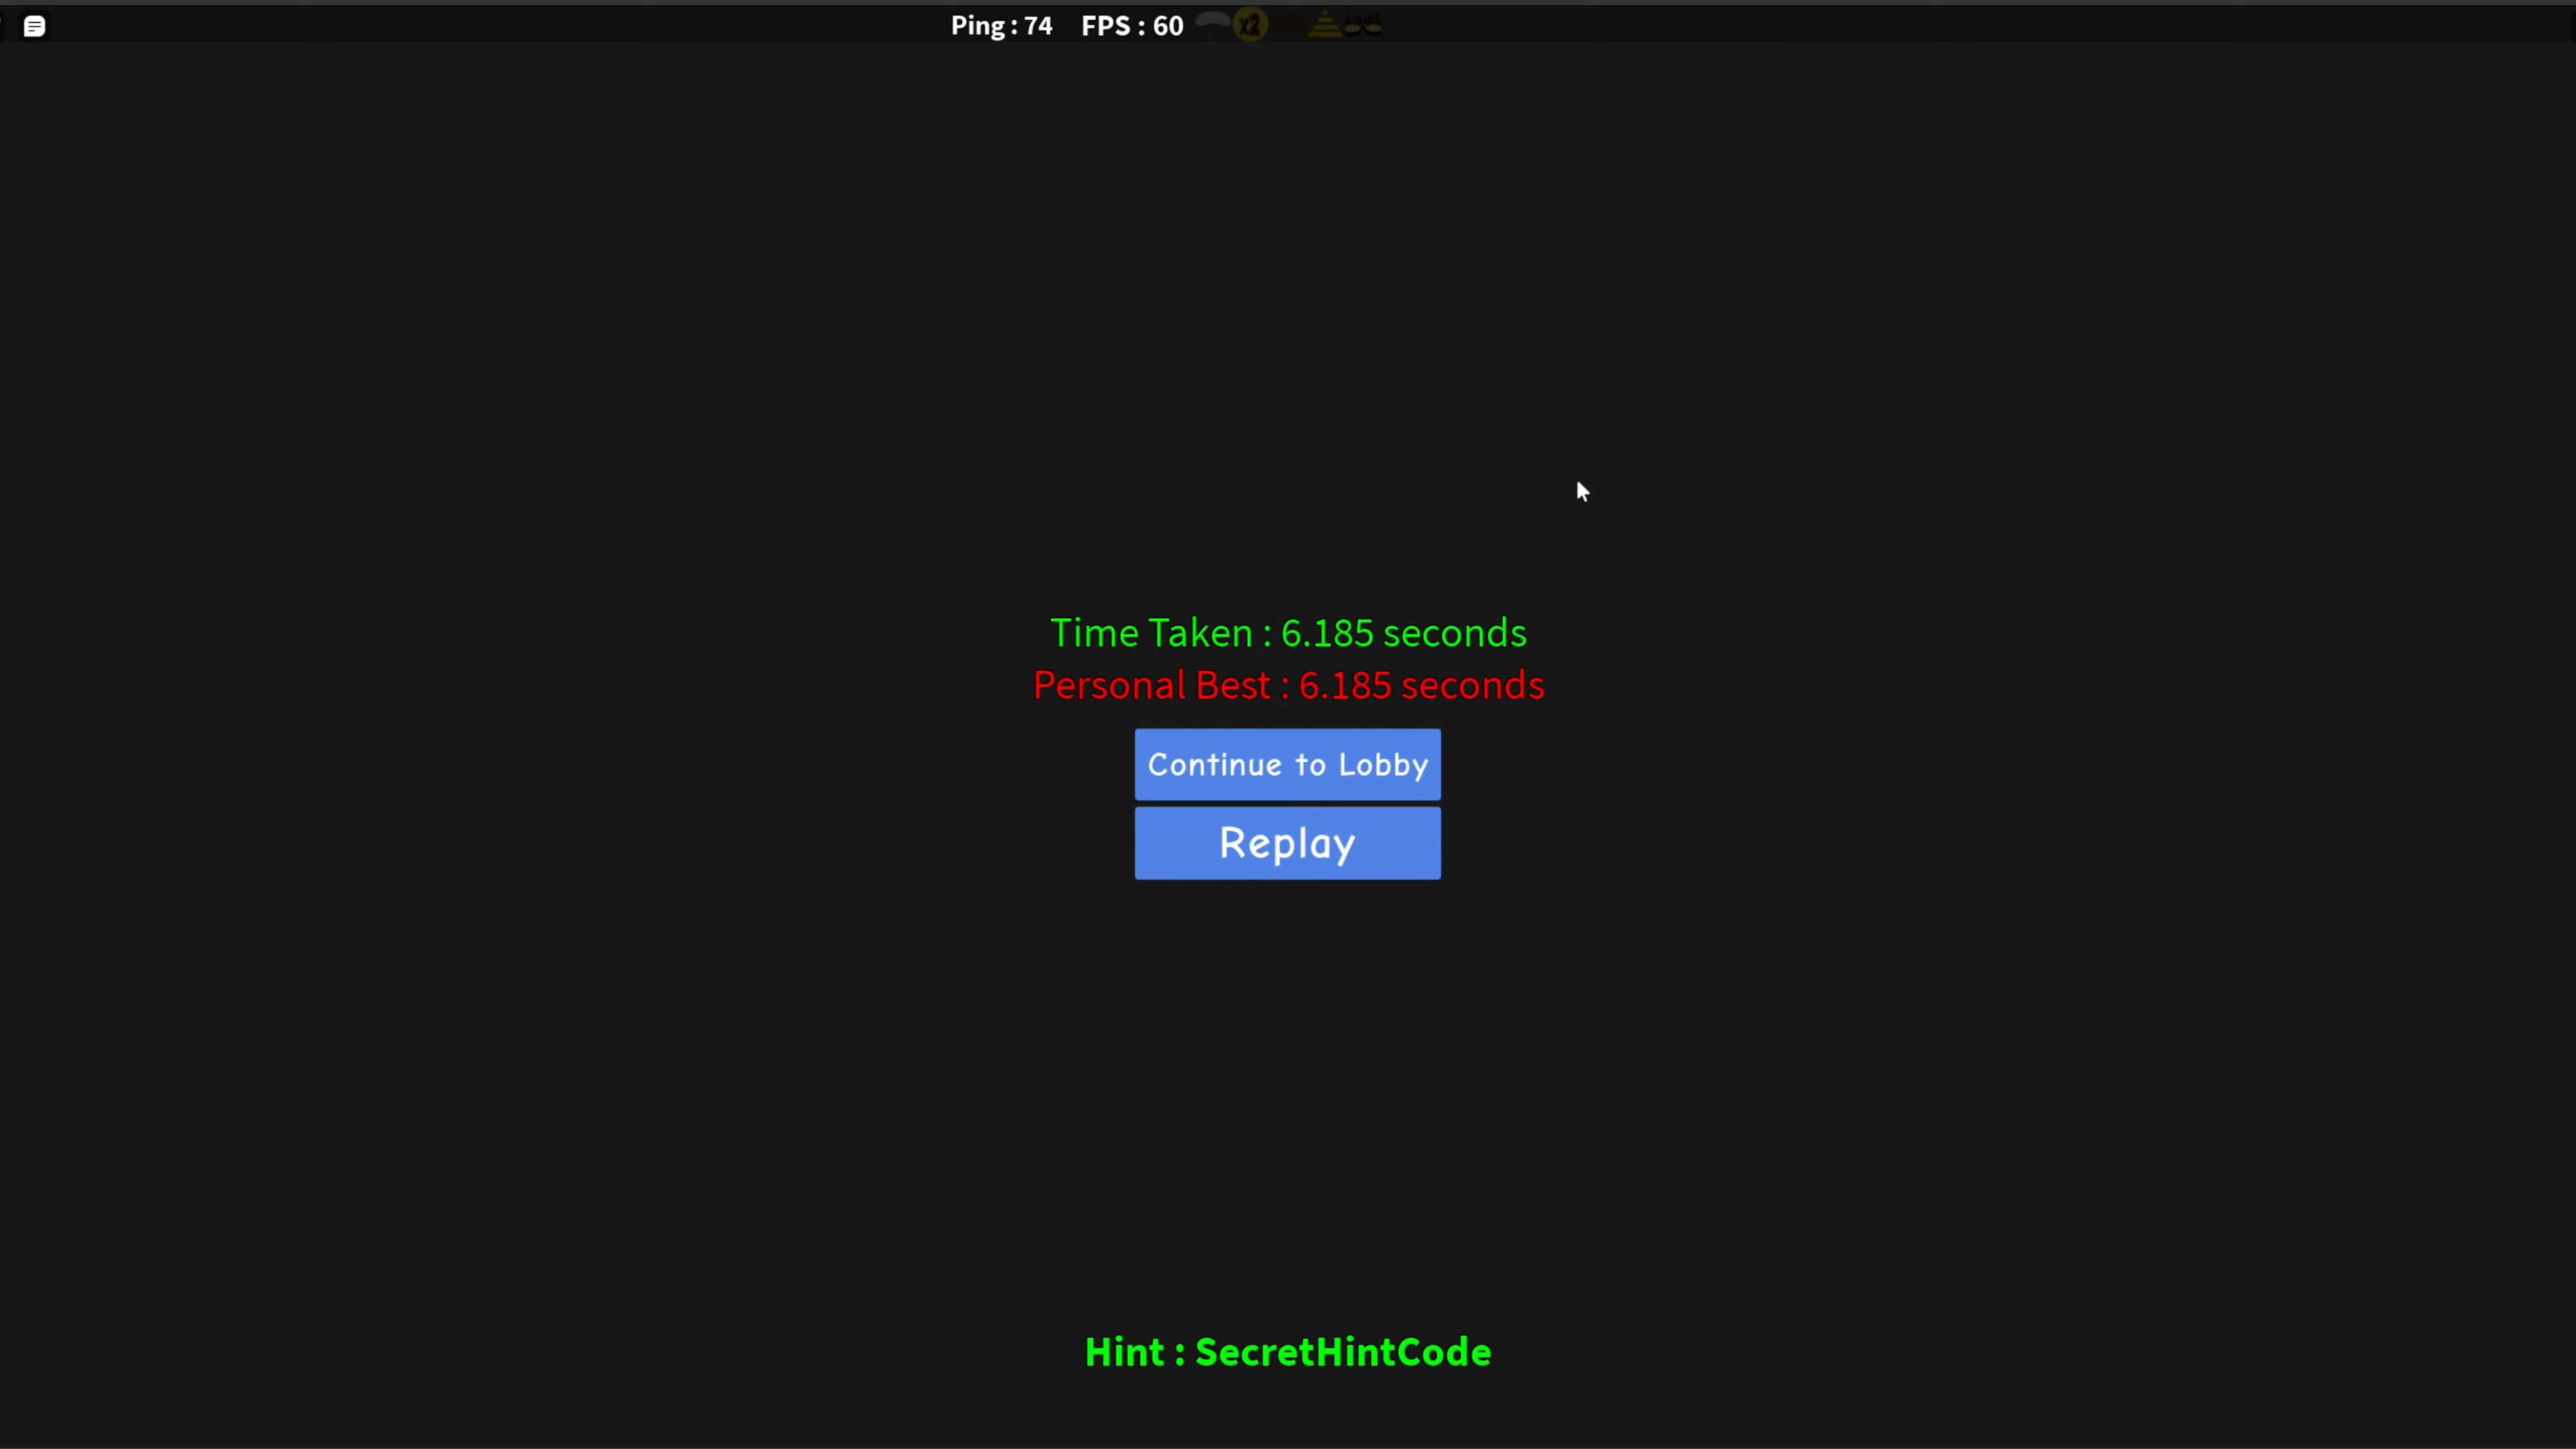 Ping : 74 FPS : 60 x2
Time Taken : 6.185 seconds
Personal Best : 6.185 seconds
Continue to Lobby
Replay
Hint : SecretHintCode